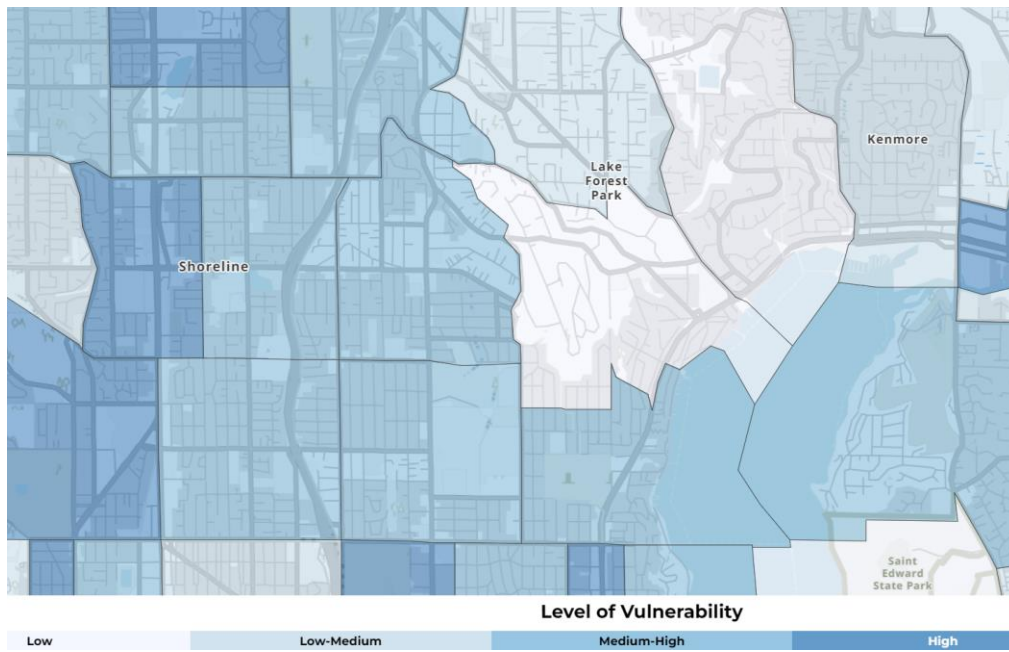 Kenmore
Lake
Forest
Park
Shoreline
Saint
Edward
State Park
Level of Vulnerability
Low
Low-Medium
Medium-High
High